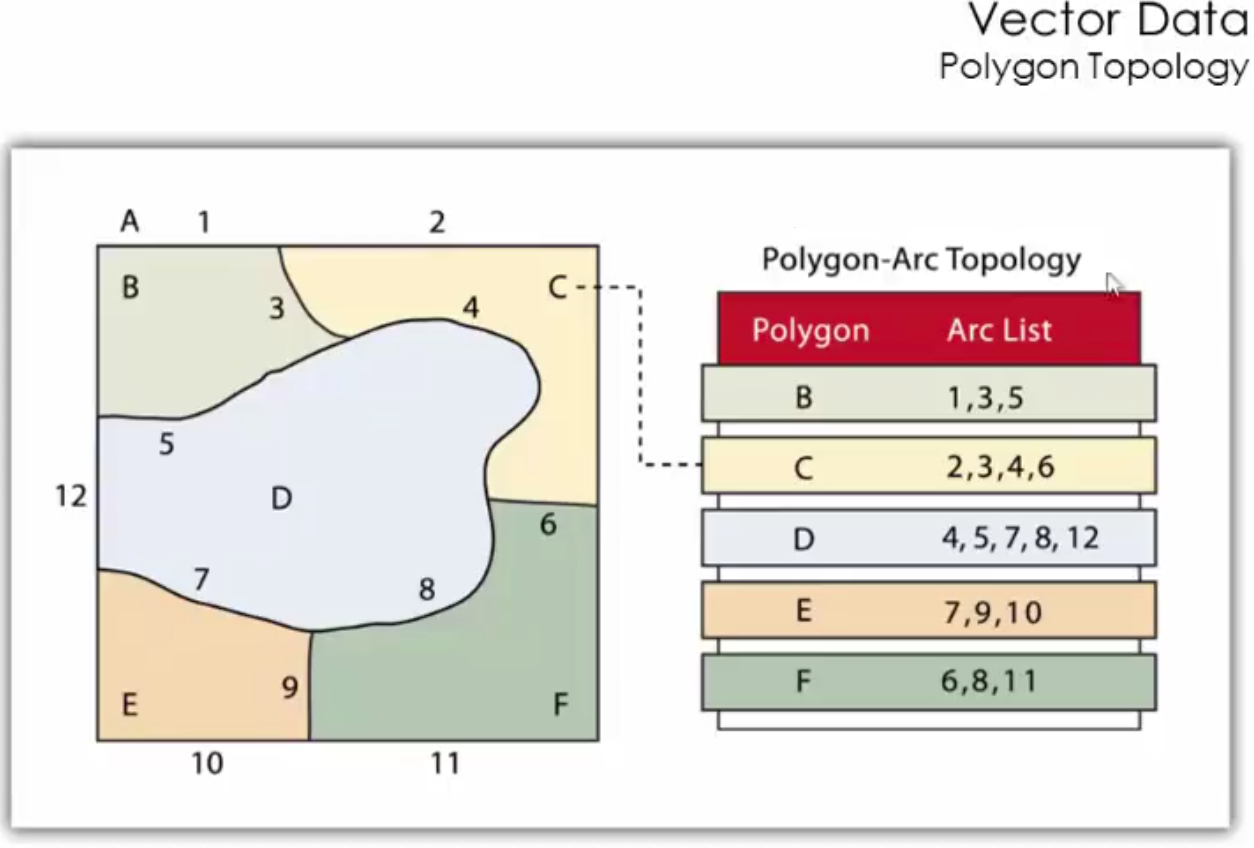 Vector Data
Polygon Topology
A 1 2
B
3
4
C
5
12
D
6
7
8
9
E
F
10 11
Polygon-Arc Topology
Polygon Arc List
B 1,3,5
C 2,3,4,6
D 4, 5, 7, 8, 12
E 7,9,10
F 6,8,11